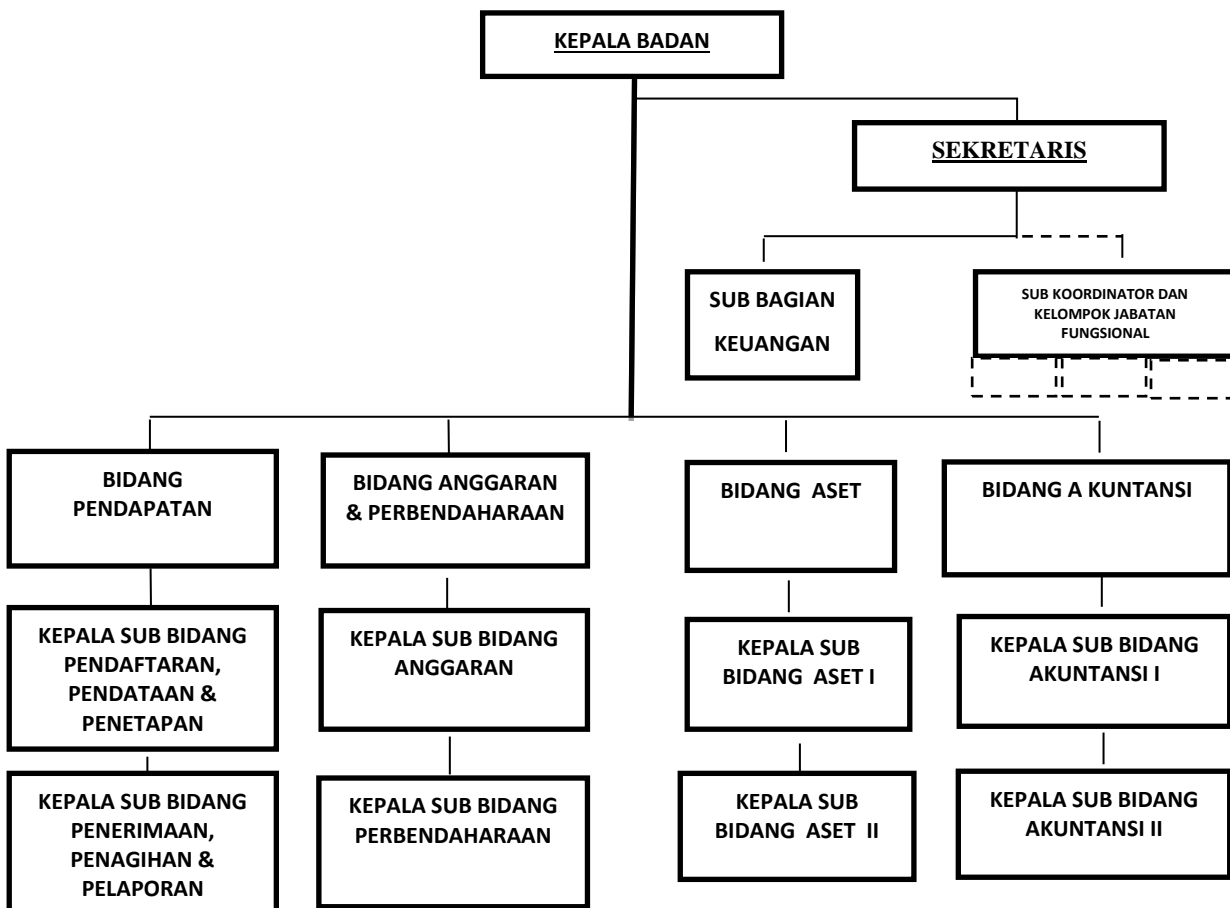 KEPALA BADAN
SEKRETARIS
SUB BAGIAN
KEUANGAN
SUB KOORDINATOR DAN
KELOMPOK JABATAN
FUNGSIONAL
BIDANG
PENDAPATAN
BIDANG ANGGARAN
& PERBENDAHARAAN
BIDANG ASET
BIDANG A KUNTANSI
KEPALA SUB BIDANG
PENDAFTARAN,
PENDATAAN &
PENETAPAN
KEPALA SUB BIDANG
ANGGARAN
KEPALA SUB
BIDANG ASET I
KEPALA SUB BIDANG
AKUNTANSI I
KEPALA SUB BIDANG
PENERIMAAN,
PENAGIHAN &
PELAPORAN
KEPALA SUB BIDANG
PERBENDAHARAAN
KEPALA SUB
BIDANG ASET II
KEPALA SUB BIDANG
AKUNTANSI II